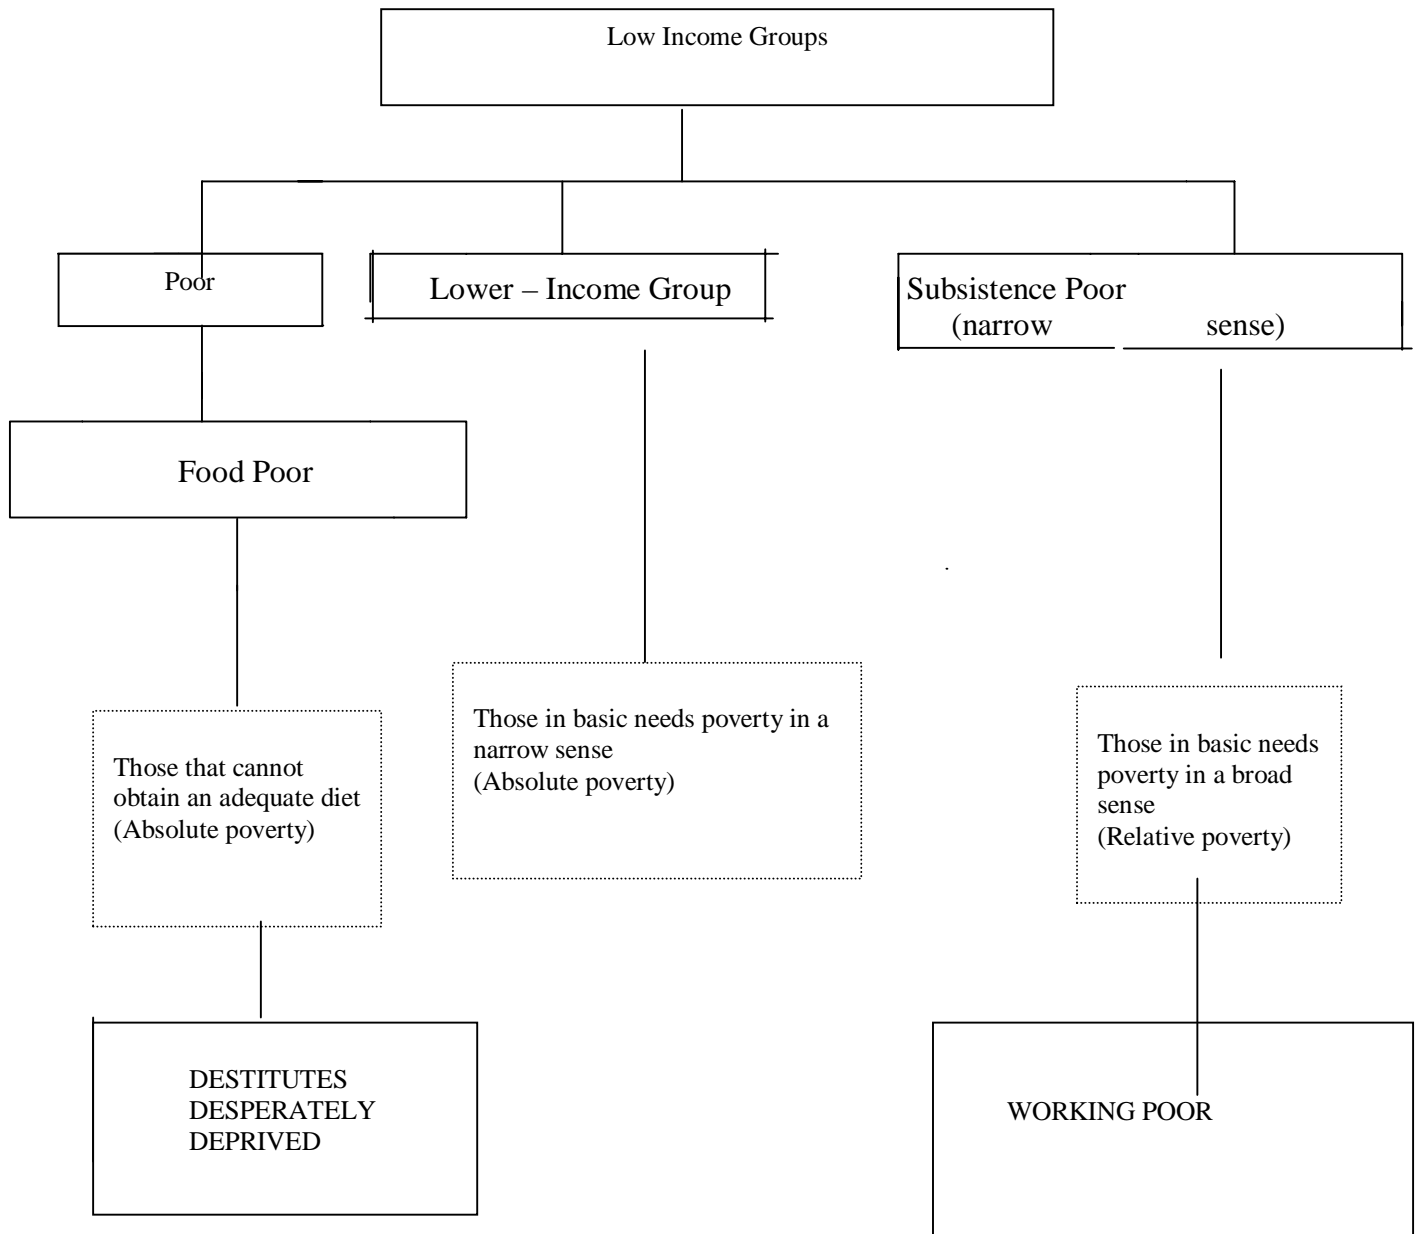 Low Income Groups
Poor
Lower – Income Group
Subsistence Poor
(narrow sense)
Food Poor
Those that cannot
obtain an adequate diet
(Absolute poverty)
Those in basic needs poverty in a
narrow sense
(Absolute poverty)
Those in basic needs
poverty in a broad
sense
(Relative poverty)
DESTITUTES
DESPERATELY
DEPRIVED
WORKING POOR